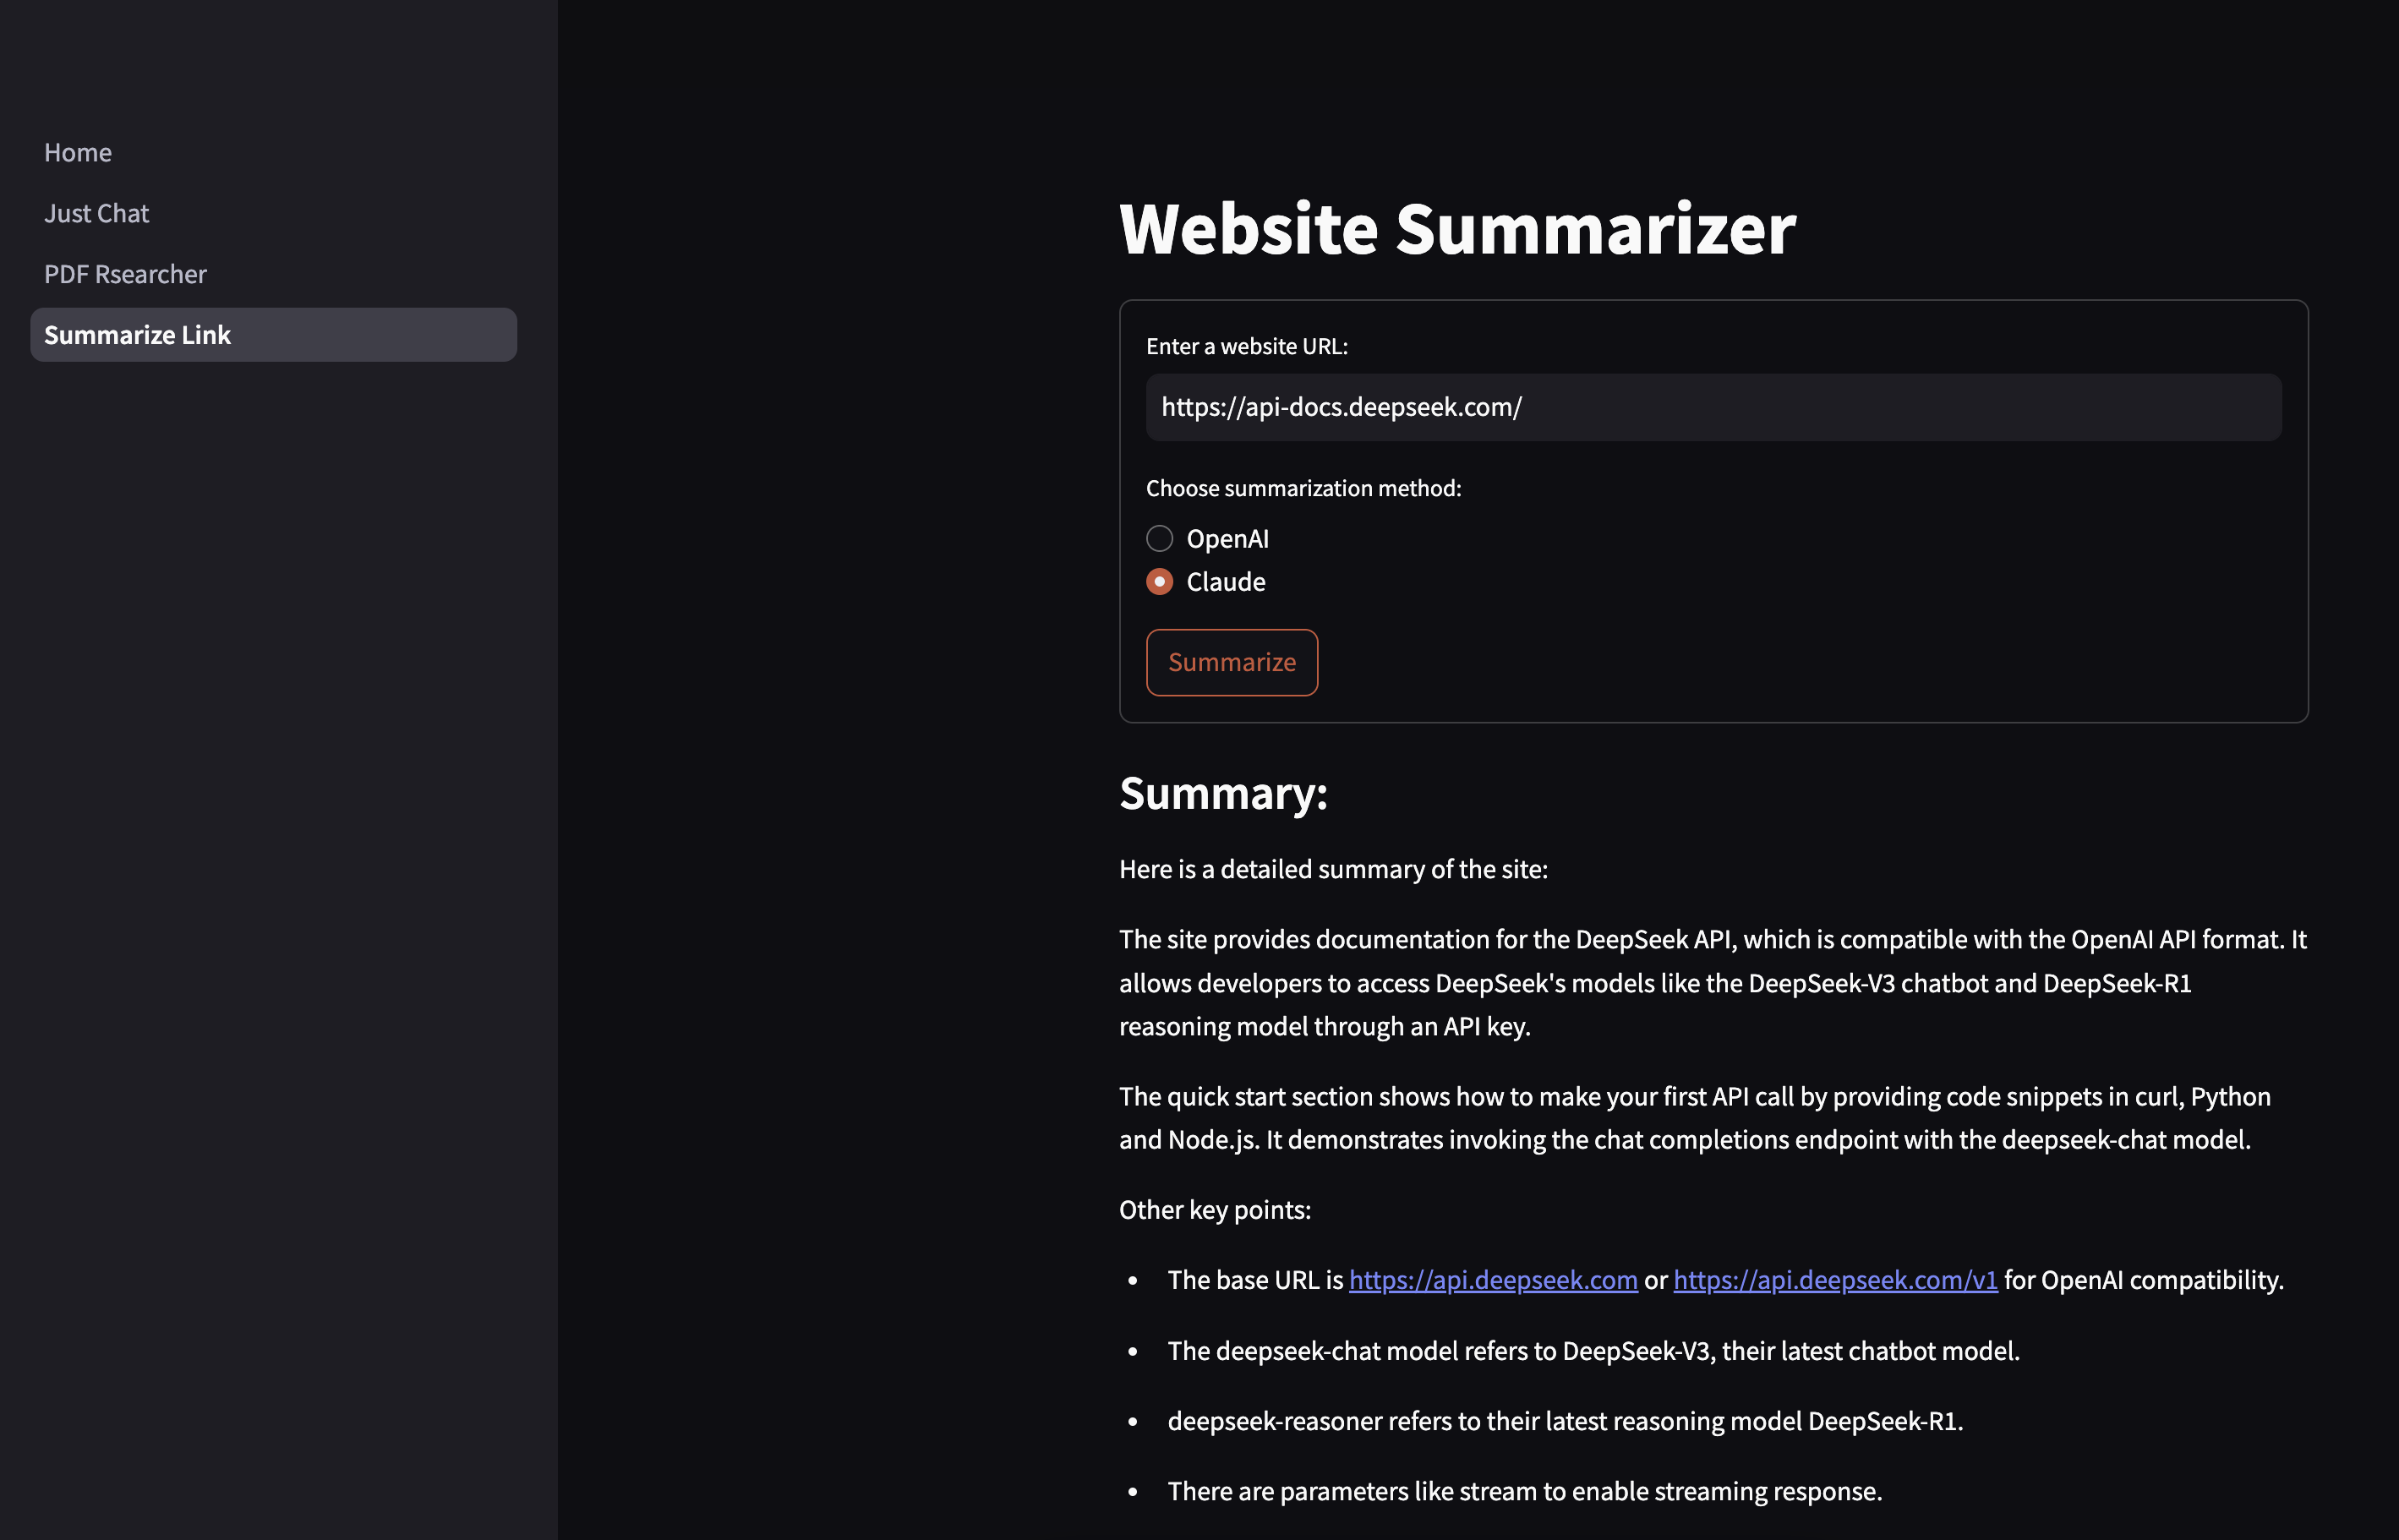 Home
Just Chat
PDF Rsearcher
Summarize Link
Website Summarizer
Enter a website URL:
https://api-docs.deepseek.com/
Choose summarization method:
OpenAI
Claude
Summarize
Summary:
Here is a detailed summary of the site:
The site provides documentation for the DeepSeek API, which is compatible with the OpenAI API format. It
allows developers to access DeepSeek's models like the DeepSeek-V3 chatbot and DeepSeek-R1
reasoning model through an API key.
The quick start section shows how to make your first API call by providing code snippets in curl, Python
and Node.js. It demonstrates invoking the chat completions endpoint with the deepseek-chat model.
Other key points:
• The base URL is https://api.deepseek.com or https://api.deepseek.com/v1 for OpenAI compatibility.
• The deepseek-chat model refers to DeepSeek-V3, their latest chatbot model.
• deepseek-reasoner refers to their latest reasoning model DeepSeek-R1.
• There are parameters like stream to enable streaming response.